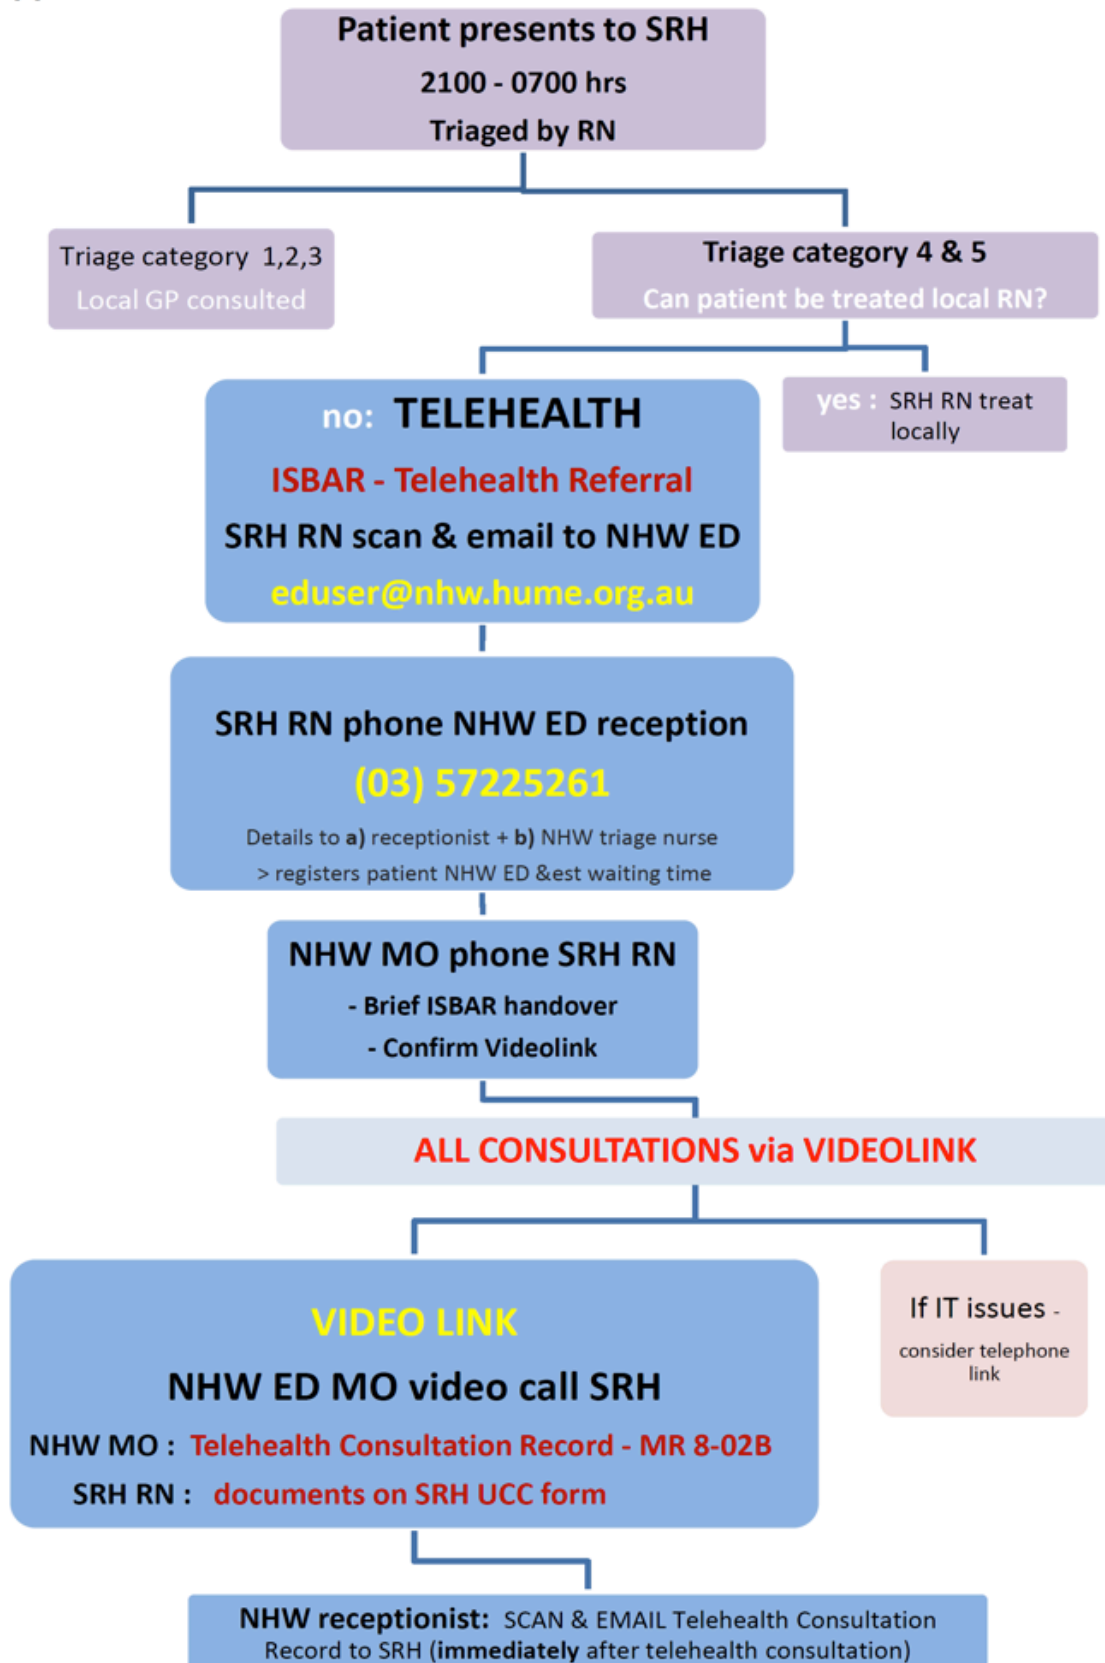 Patient presents to SRH
2100 - 0700 hrs
Triaged by RN
Triage category 1,2,3
Local GP consulted
Triage category 4 & 5
Can patient be treated local RN?
no: TELEHEALTH
ISBAR - Telehealth Referral
SRH RN scan & email to NHW ED
eduser@nhw.hume.org.au
yes : SRH RN treat
locally
SRH RN phone NHW ED reception
(03) 57225261
Details to a) receptionist + b) NHW triage nurse
> registers patient NHW ED &est waiting time
NHW MO phone SRH RN
- Brief ISBAR handover
- Confirm Videolink
ALL CONSULTATIONS via VIDEOLINK
VIDEO LINK
NHW ED MO video call SRH
NHW MO : Telehealth Consultation Record - MR 8-02B
SRH RN : documents on SRH UCC form
If IT issues -
consider telephone
link
NHW receptionist: SCAN & EMAIL Telehealth Consultation
Record to SRH (immediately after telehealth consultation)